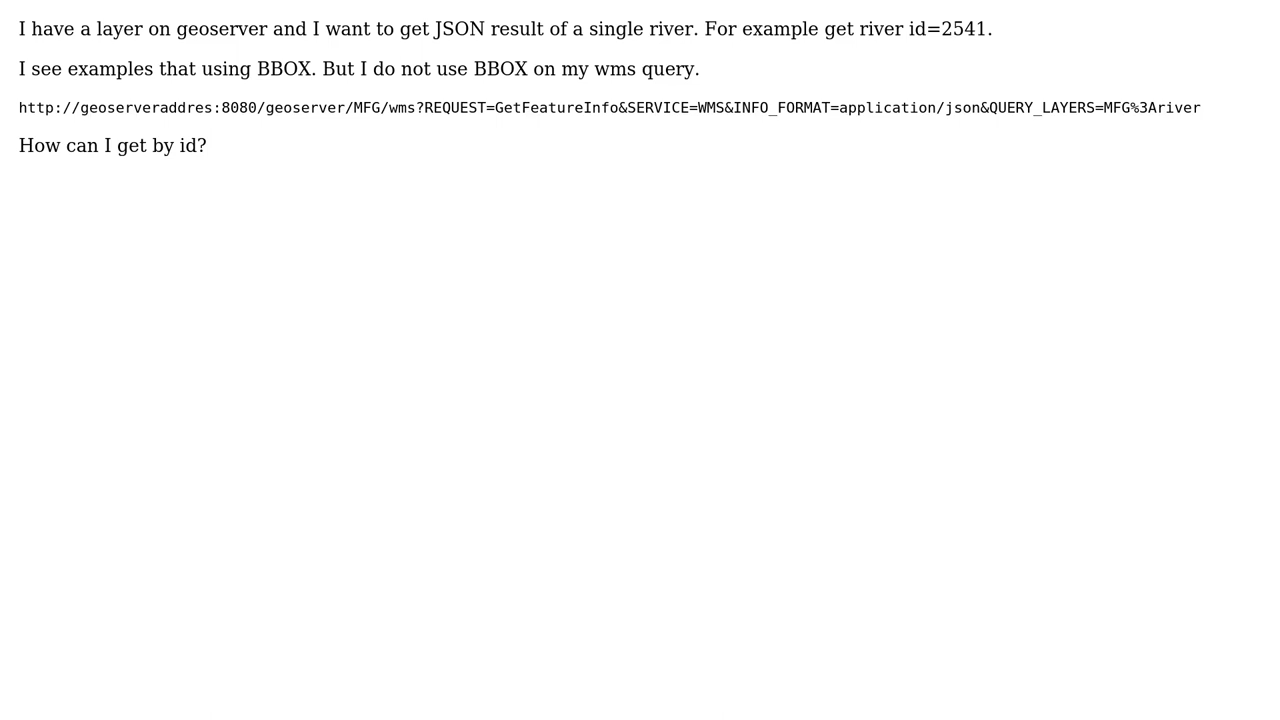 I have a layer on geoserver and I want to get JSON result of a single river. For example get river id=2541.
I see examples that using BBOX. But I do not use BBOX on my wms query.
http://geoserveraddres:8080/geoserver/MFG/wms?REQUEST=GetFeatureInfo&SERVICE=WMS&INFO_FORMAT=application/json&QUERY_LAYERS=MFG%3Ariver
How can I get by id?